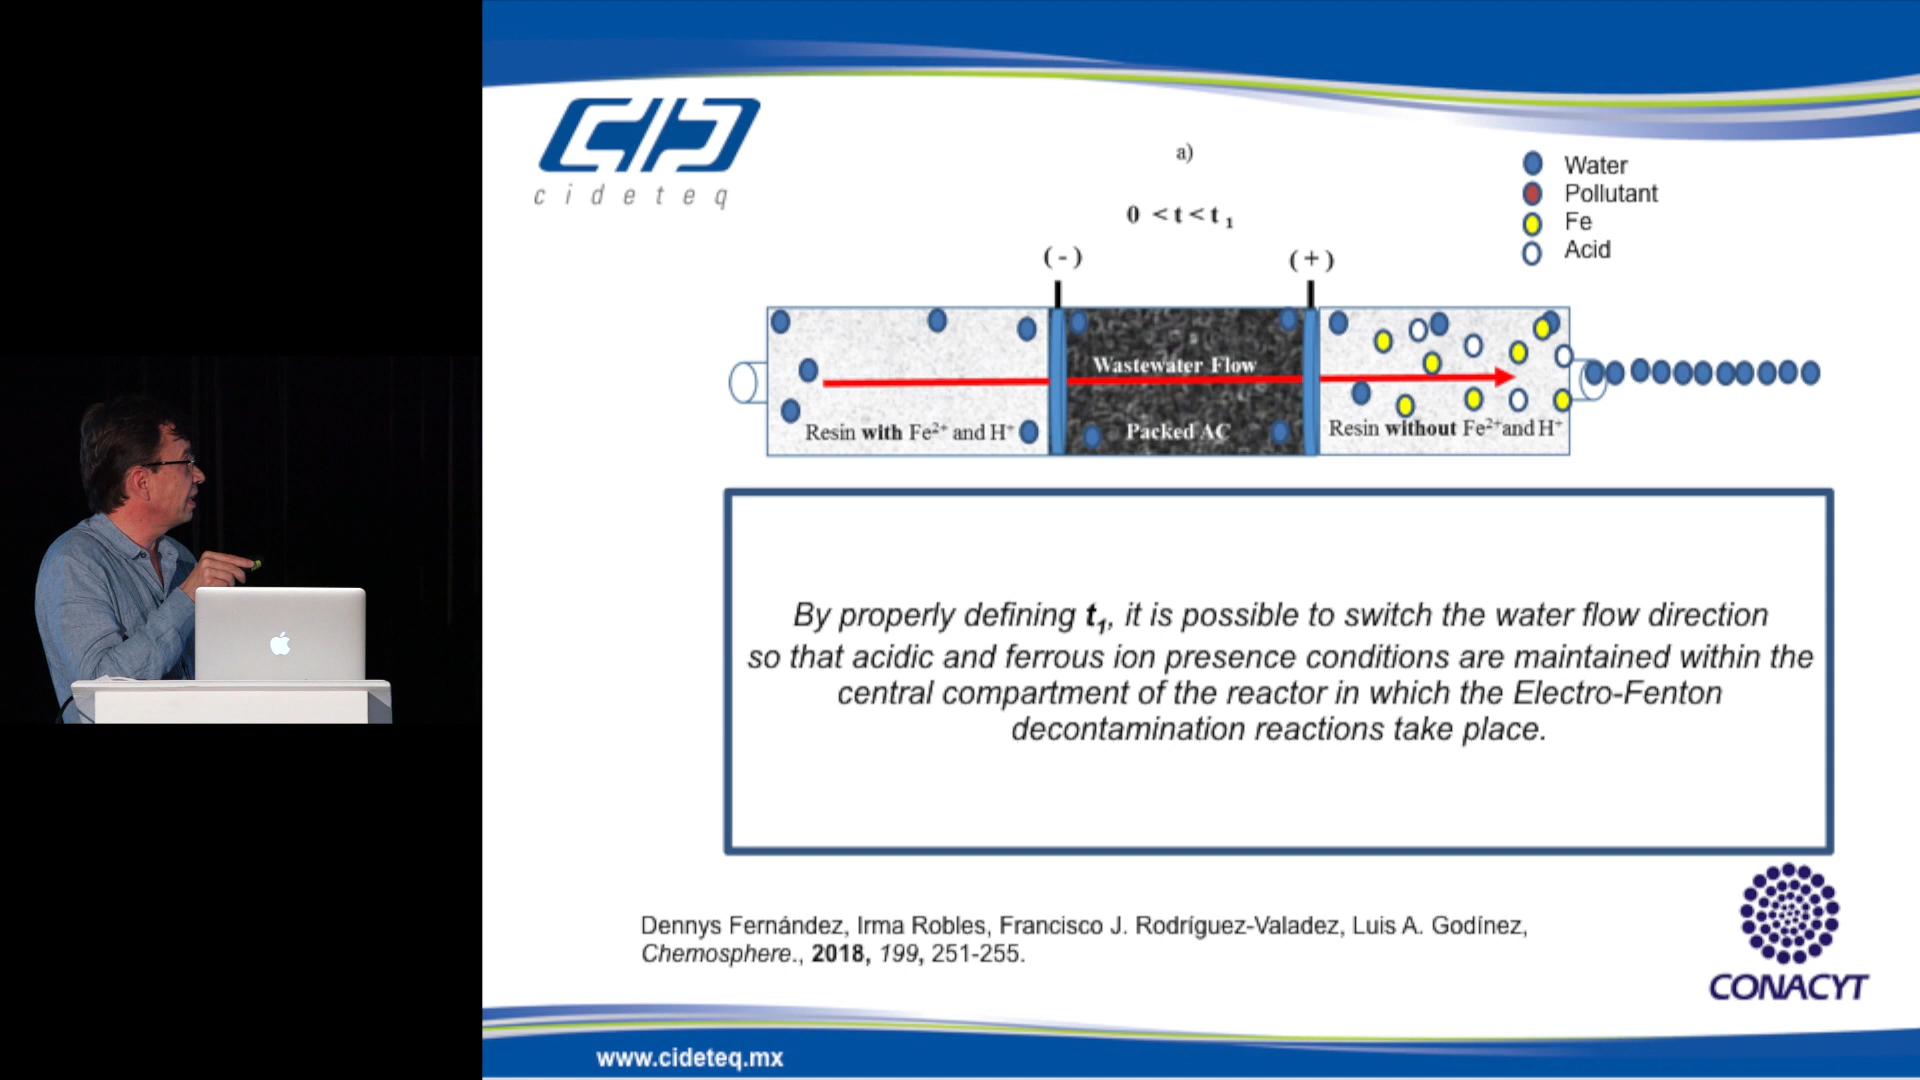 cideteq
a)
0 < t < t1
(-)
(+)
Water
Pollutant
Fe
Acid
Wastewater Flow
Resin with Fe2+ and H+
Packed AC
Resin without Fe2+and H+
By properly defining t1, it is possible to switch the water flow direction
so that acidic and ferrous ion presence conditions are maintained within the
central compartment of the reactor in which the Electro-Fenton
decontamination reactions take place.
Dennys Fernández, Irma Robles, Francisco J. Rodríguez-Valadez, Luis A. Godínez,
Chemosphere., 2018, 199, 251-255.
CONACYT
www.cideteq.mx